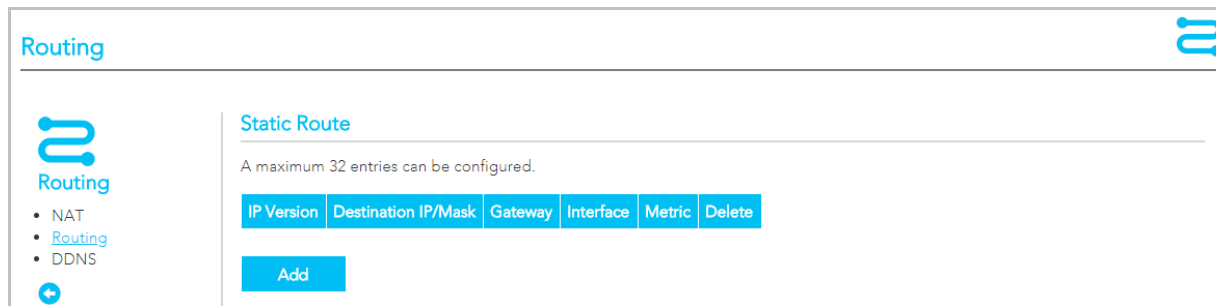 Routing
Routing
NAT
Routing
DDNS
Static Route
A maximum 32 entries can be configured.
IP Version Destination IP/Mask Gateway Interface Metric Delete
Add